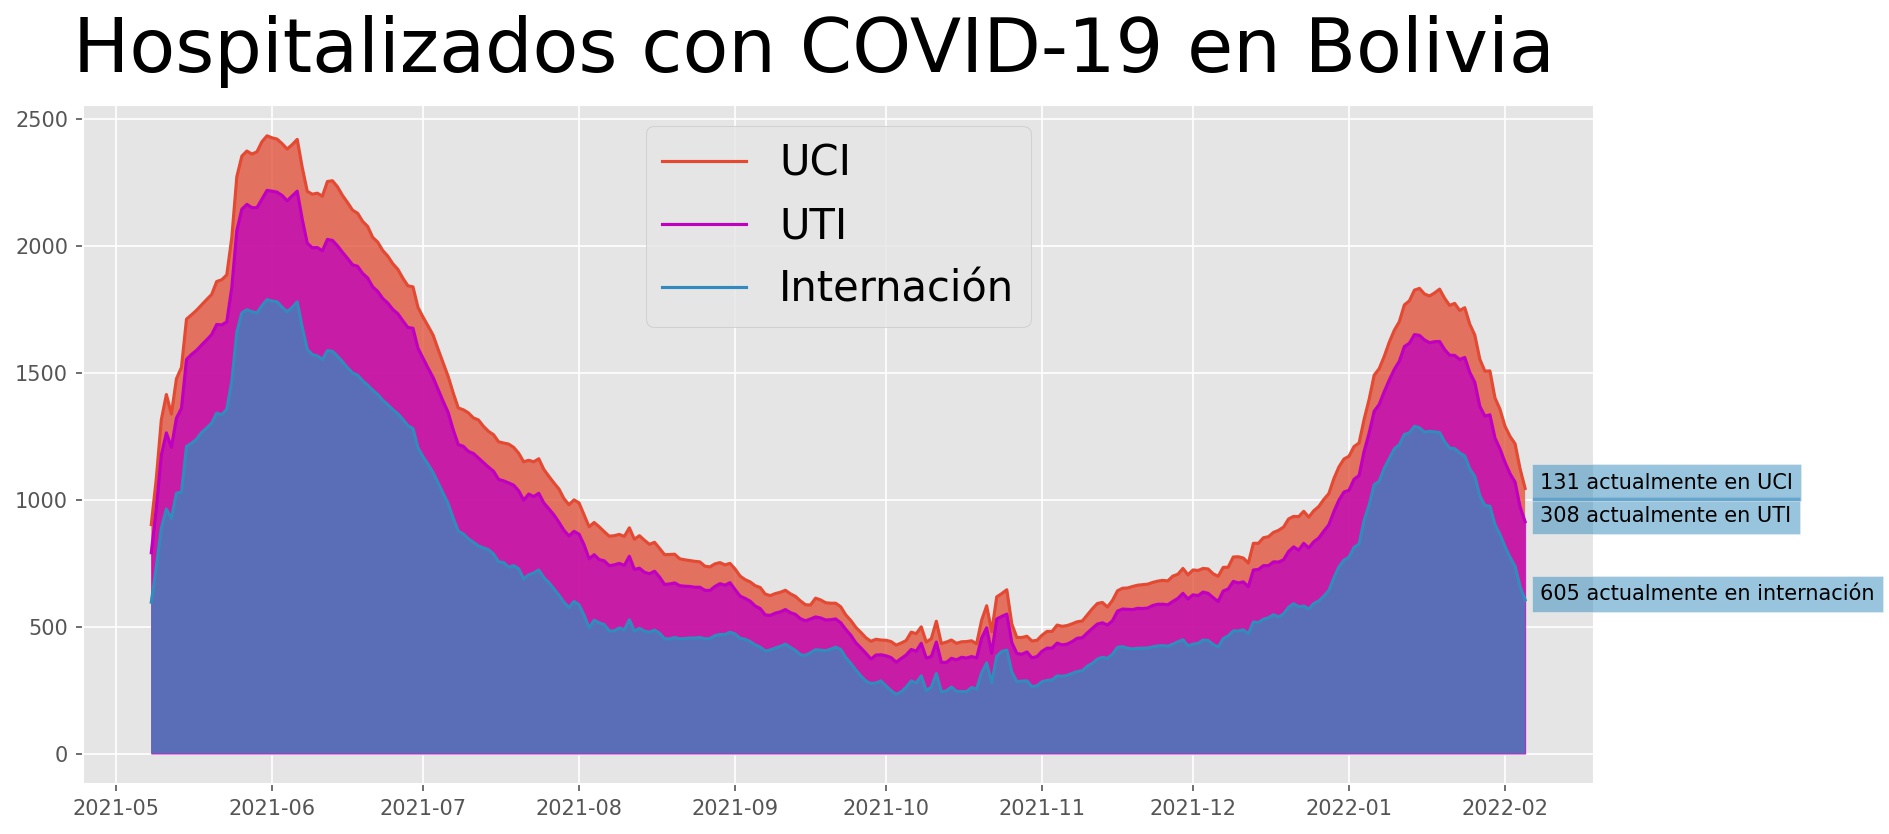 Hospitalizados con COVID-19 en Bolivia
2500
2000
1500
1000
500
0
UCI
UTI
Internación
131 actualmente en UCI
308 actualmente en UTI
605 actualmente en internación
2021-05 2021-06 2021-07 2021-08 2021-09 2021-10 2021-11 2021-12 2022-01 2022-02